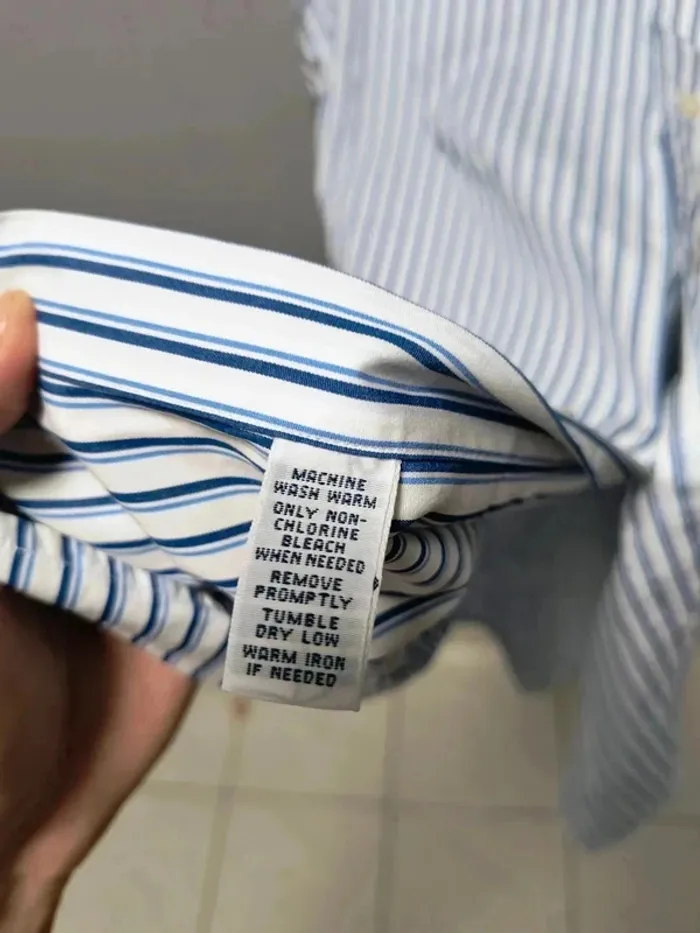 MACHINE
WASH WARM
ONLY NON-
CHLORINE
BLEACH
WHEN NEEDED
REMOVE
PROMPTLY
TUMBLE
DRY LOW
WARM IRON
IF NEEDED